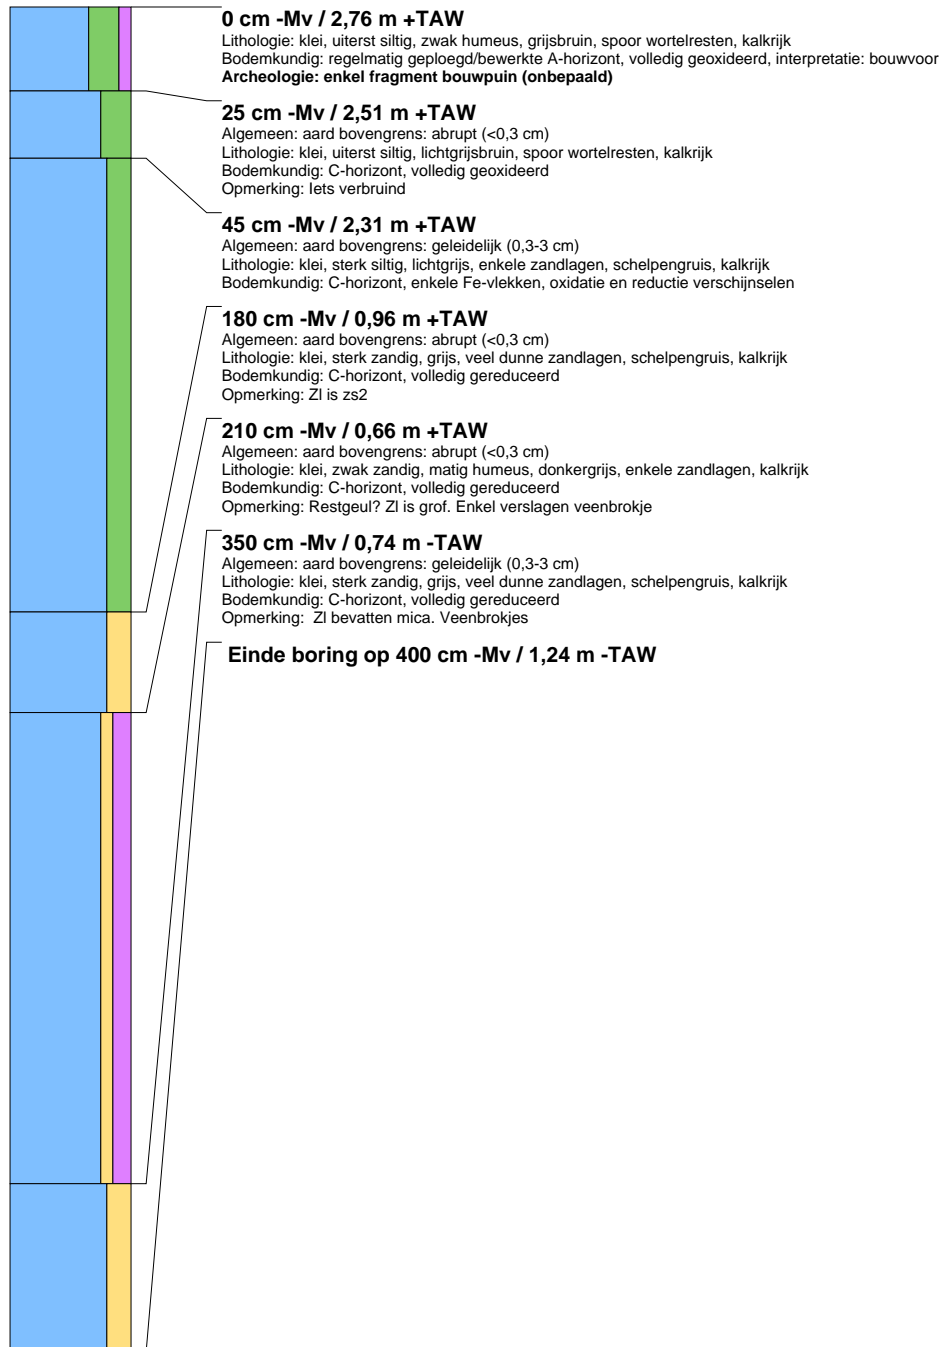 0 cm -Mv / 2,76 m +TAW
Lithologie: klei, uiterst siltig, zwak humeus, grijsbruin, spoor wortelresten, kalkrijk
Bodemkundig: regelmatig geploegd/bewerkte A-horizont, volledig geoxideerd, interpretatie: bouwvoor
Archeologie: enkel fragment bouwpuin (onbepaald)
25 cm -Mv / 2,51 m +TAW
Algemeen: aard bovengrens: abrupt (<0,3 cm)
Lithologie: klei, uiterst siltig, lichtgrijsbruin, spoor wortelresten, kalkrijk
Bodemkundig: C-horizont, volledig geoxideerd
Opmerking: Iets verbruind
45 cm -Mv / 2,31 m +TAW
Algemeen: aard bovengrens: geleidelijk (0,3-3 cm)
Lithologie: klei, sterk siltig, lichtgrijs, enkele zandlagen, schelpengruis, kalkrijk
Bodemkundig: C-horizont, enkele Fe-vlekken, oxidatie en reductie verschijnselen
180 cm -Mv / 0,96 m +TAW
Algemeen: aard bovengrens: abrupt (<0,3 cm)
Lithologie: klei, sterk zandig, grijs, veel dunne zandlagen, schelpengruis, kalkrijk
Bodemkundig: C-horizont, volledig gereduceerd
Opmerking: Zl is zs2
210 cm -Mv / 0,66 m +TAW
Algemeen: aard bovengrens: abrupt (<0,3 cm)
Lithologie: klei, zwak zandig, matig humeus, donkergrijs, enkele zandlagen, kalkrijk
Bodemkundig: C-horizont, volledig gereduceerd
Opmerking: Restgeul? Zl is grof. Enkel verslagen veenbrokje
350 cm -Mv / 0,74 m -TAW
Algemeen: aard bovengrens: geleidelijk (0,3-3 cm)
Lithologie: klei, sterk zandig, grijs, veel dunne zandlagen, schelpengruis, kalkrijk
Bodemkundig: C-horizont, volledig gereduceerd
Opmerking: Zl bevatten mica. Veenbrokjes
Einde boring op 400 cm -Mv / 1,24 m -TAW